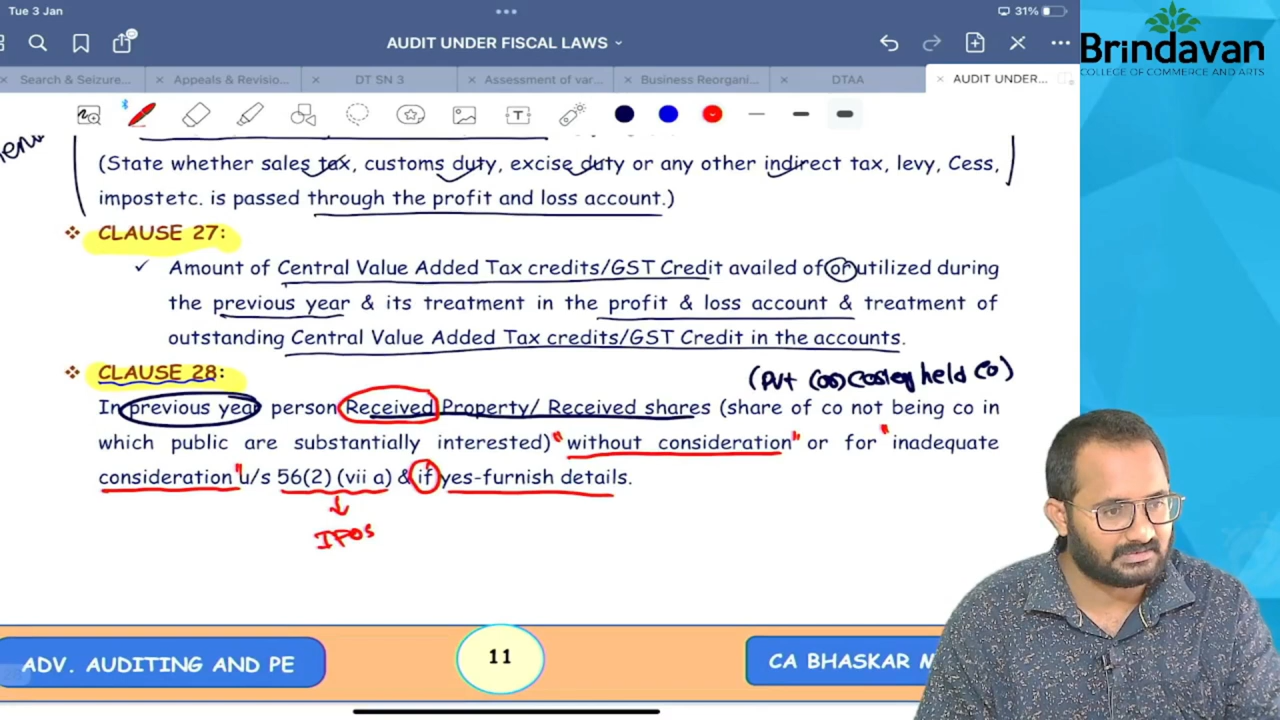 Tue 3 Jan
31%
AUDIT UNDER FISCAL LAWS
Brindavan
COLLEGE OF COMMERCE AND ARTS
Search & Seizure...
Appeals & Revisio...
DT SN 3
Assessment of var...
Business Reorgani...
DTAA
AUDIT UNDER...
(State whether sales tax, customs duty, excise duty or any other indirect tax, levy, Cess,
impostetc. is passed through the profit and loss account.)
❖ CLAUSE 27:
✓ Amount of Central Value Added Tax credits/GST Credit availed of or utilized during
the previous year & its treatment in the profit & loss account & treatment of
outstanding Central Value Added Tax credits/GST Credit in the accounts.
❖ CLAUSE 28:
(Pvt (or) Closley held Co)
In previous year person Received Property/ Received shares (share of co not being co in
which public are substantially interested) "without consideration" or for "inadequate
consideration" u/s 56(2) (vii a) & if yes-furnish details.
IFOS
ADV. AUDITING AND PE
11
CA BHASKAR